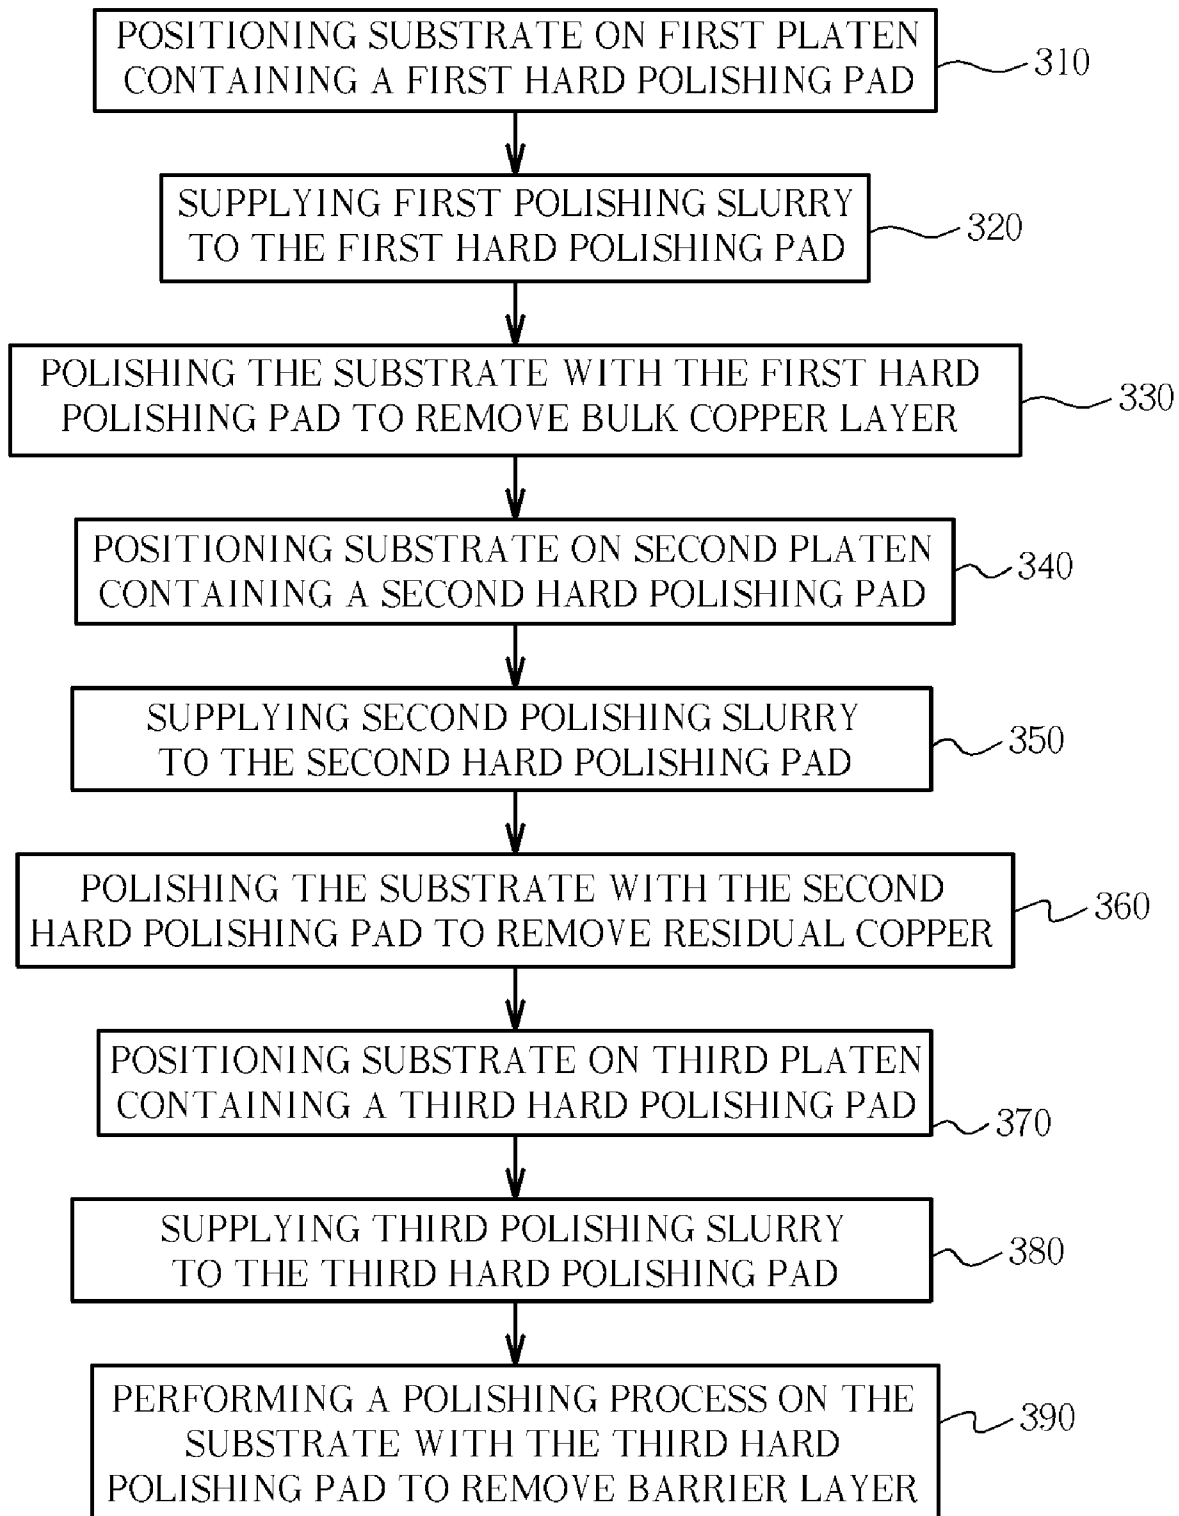 POSITIONING SUBSTRATE ON FIRST PLATEN
CONTAINING A FIRST HARD POLISHING PAD
310
SUPPLYING FIRST POLISHING SLURRY
TO THE FIRST HARD POLISHING PAD
320
POLISHING THE SUBSTRATE WITH THE FIRST HARD
POLISHING PAD TO REMOVE BULK COPPER LAYER
330
POSITIONING SUBSTRATE ON SECOND PLATEN
CONTAINING A SECOND HARD POLISHING PAD
340
SUPPLYING SECOND POLISHING SLURRY
TO THE SECOND HARD POLISHING PAD
350
POLISHING THE SUBSTRATE WITH THE SECOND
HARD POLISHING PAD TO REMOVE RESIDUAL COPPER
360
POSITIONING SUBSTRATE ON THIRD PLATEN
CONTAINING A THIRD HARD POLISHING PAD
370
SUPPLYING THIRD POLISHING SLURRY
TO THE THIRD HARD POLISHING PAD
380
PERFORMING A POLISHING PROCESS ON THE
SUBSTRATE WITH THE THIRD HARD
POLISHING PAD TO REMOVE BARRIER LAYER
390